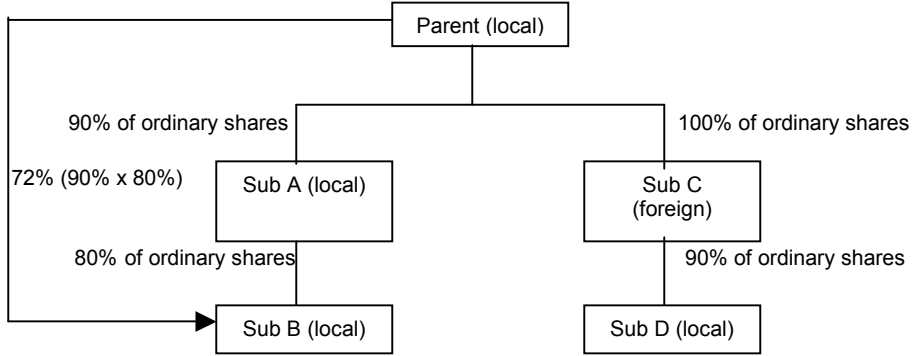 Parent (local)
90% of ordinary shares
100% of ordinary shares
72% (90% x 80%)
Sub A (local)
Sub C
(foreign)
80% of ordinary shares
90% of ordinary shares
Sub B (local)
Sub D (local)